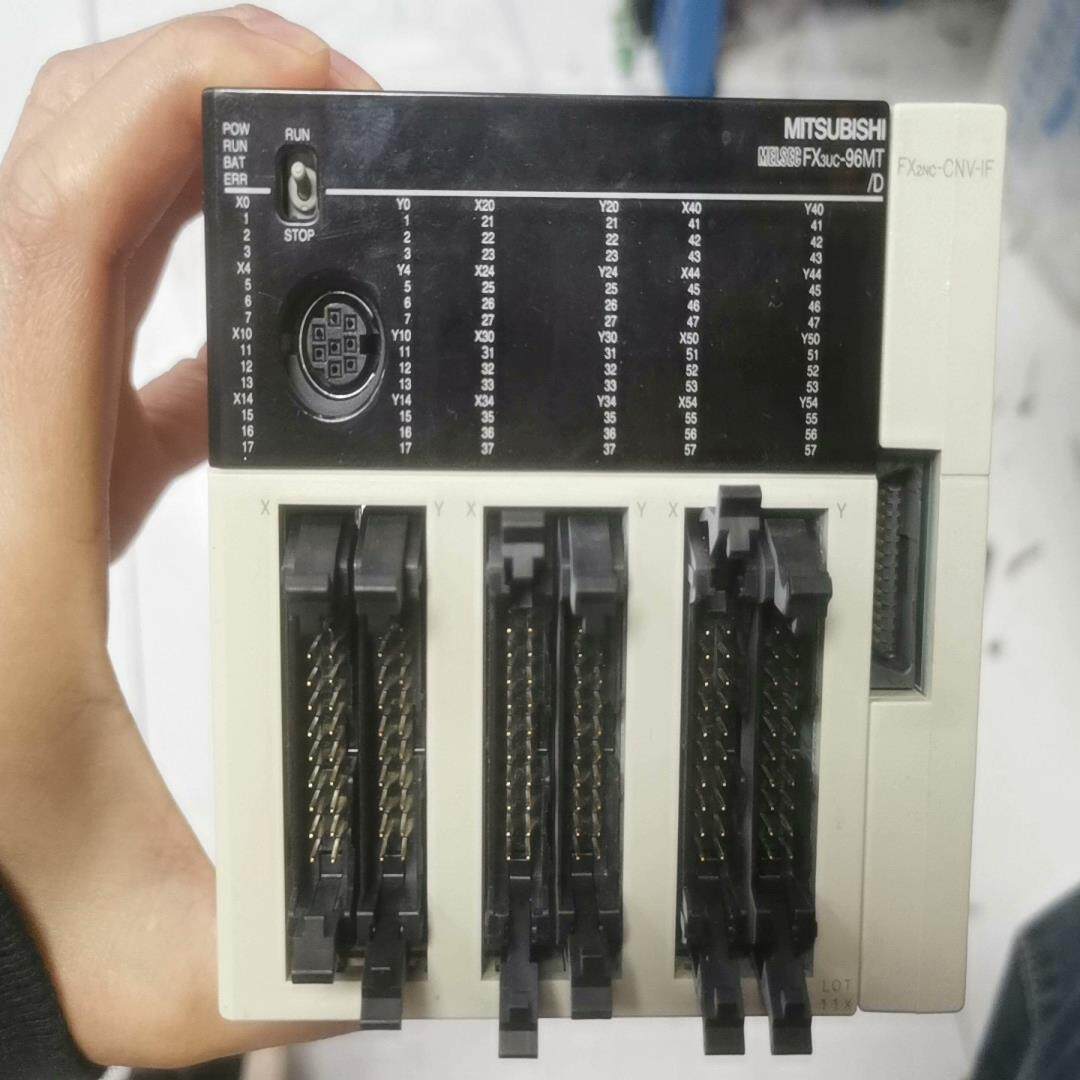 POW
RUN
BAT
ERR
RUN
STOP
MITSUBISHI
MELSEC FX3UC-96MT
/D
FX2NC-CNV-IF
X0 Y0 X20 Y20 X40 Y40
1 1 21 21 41 41
2 2 22 22 42 42
3 3 23 23 43 43
X4 Y4 X24 Y24 X44 Y44
5 5 25 25 45 45
6 6 26 26 46 46
7 7 27 27 47 47
X10 Y10 X30 Y30 X50 Y50
11 11 31 31 51 51
12 12 32 32 52 52
13 13 33 33 53 53
X14 Y14 X34 Y34 X54 Y54
15 15 35 35 55 55
16 16 36 36 56 56
17 17 37 37 57 57
X Y X Y X Y
LOT
11X